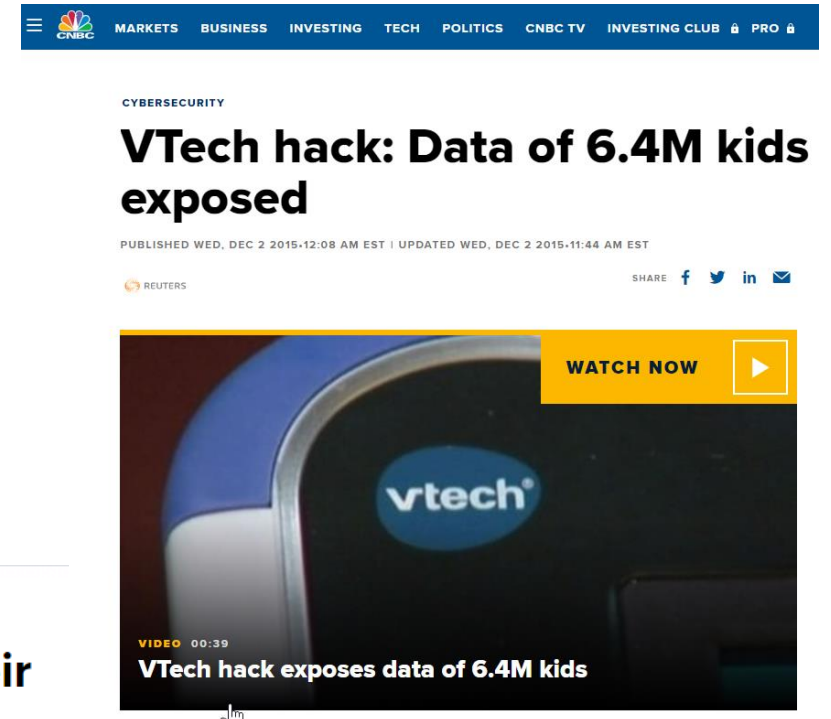 CNBC
MARKETS BUSINESS INVESTING TECH POLITICS CNBC TV INVESTING CLUB PRO
CYBERSECURITY
VTech hack: Data of 6.4M kids
exposed
PUBLISHED WED, DEC 2 2015•12:08 AM EST | UPDATED WED, DEC 2 2015•11:44 AM EST
REUTERS
SHARE f in
WATCH NOW
vtech®
VIDEO 00:39
VTech hack exposes data of 6.4M kids
ir